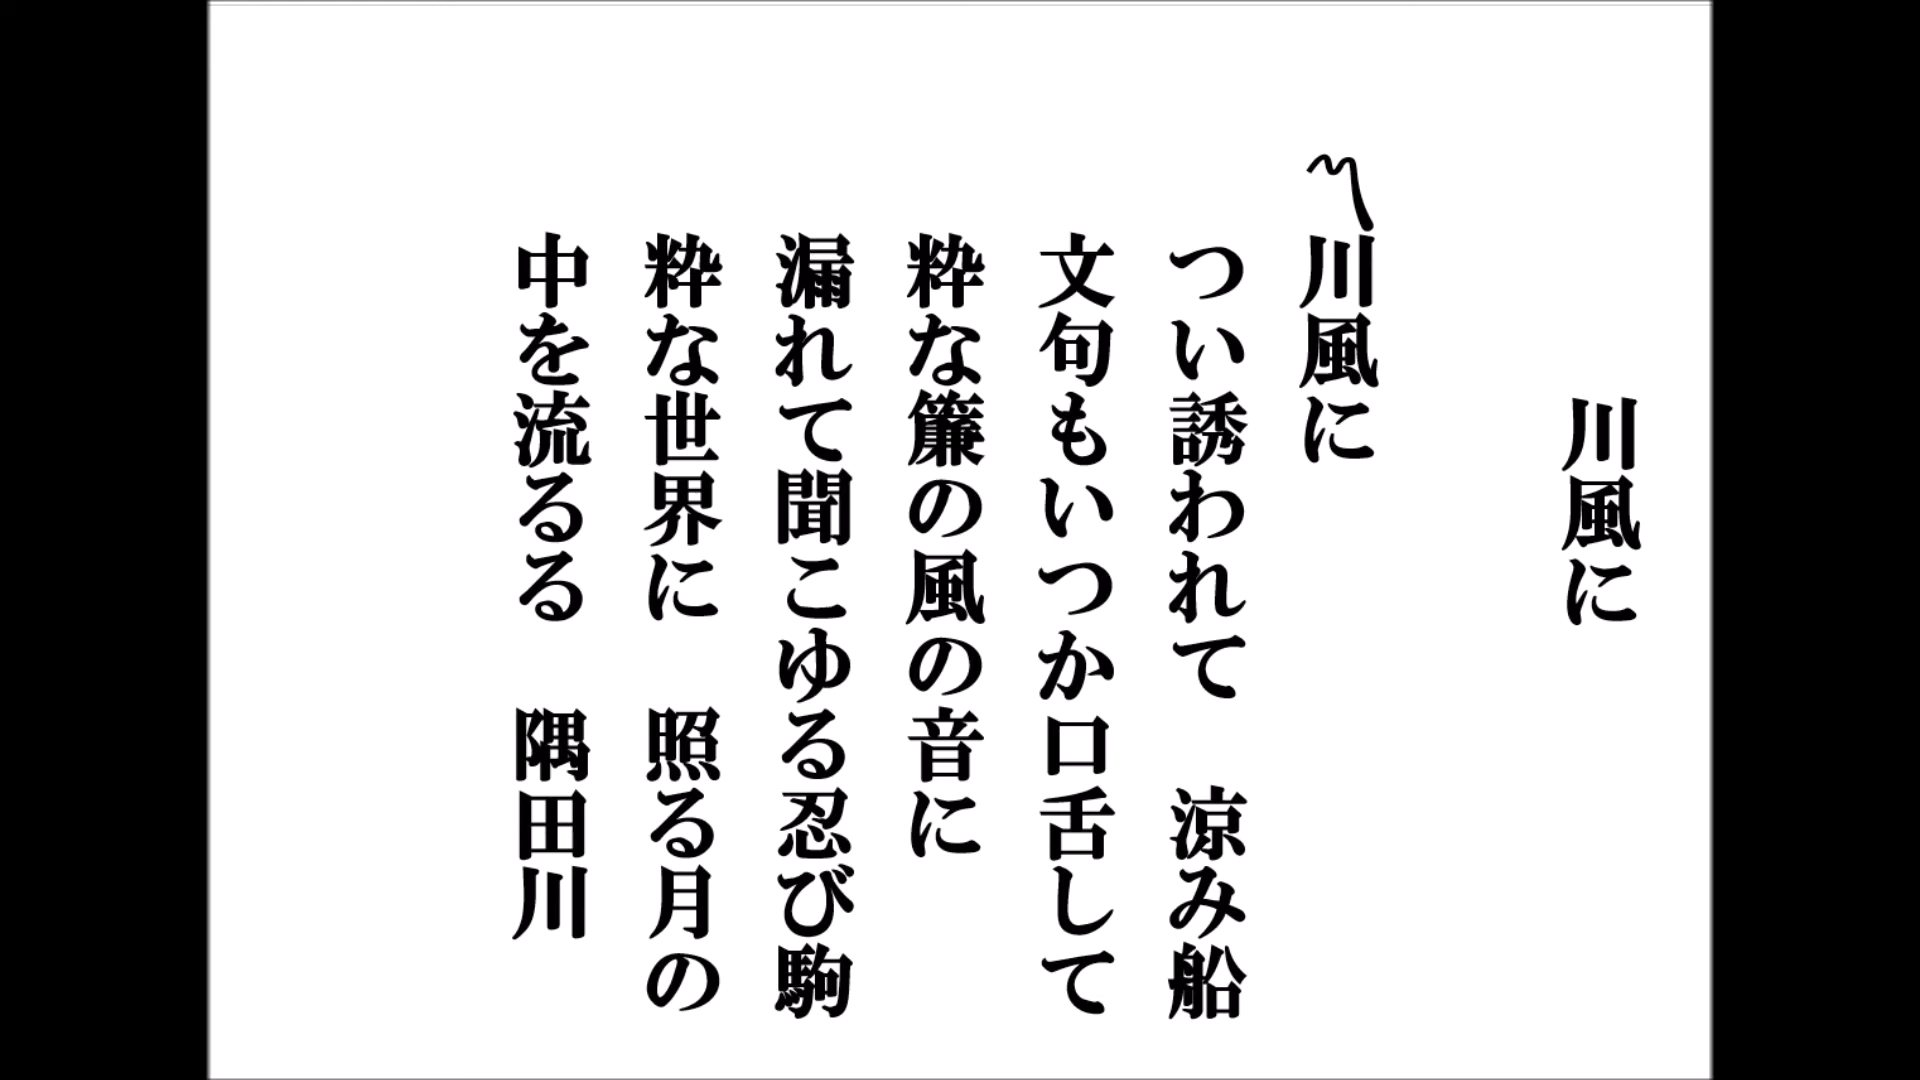 川風に
〽川風に
つい誘われて　涼み船
文句もいつか口舌して
粋な簾の風の音に
漏れて聞こゆる忍び駒
粋な世界に　照る月の
中を流るる　隅田川